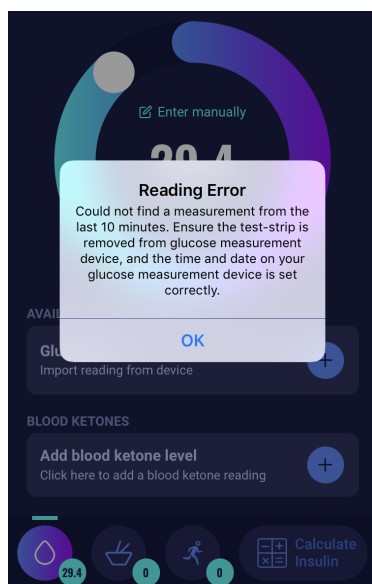 Enter manually
29.4
Reading Error
Could not find a measurement from the
last 10 minutes. Ensure the test-strip is
removed from glucose measurement
device, and the time and date on your
glucose measurement device is set
correctly.
OK
Import reading from device
BLOOD KETONES
Add blood ketone level
Click here to add a blood ketone reading
29.4
0
0
Calculate
Insulin